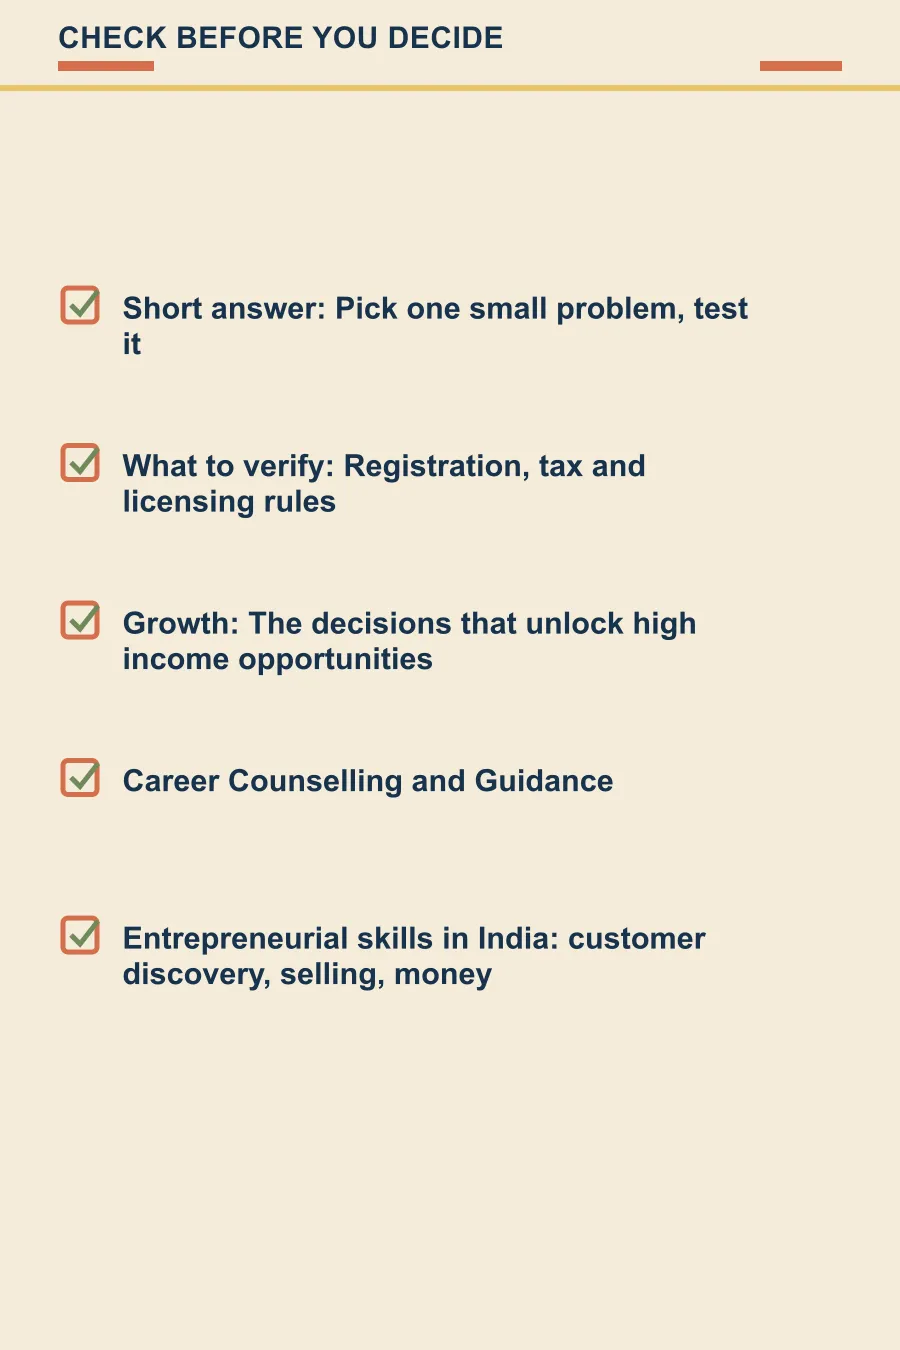 CHECK BEFORE YOU DECIDE
Short answer: Pick one small problem, test
it
What to verify: Registration, tax and
licensing rules
Growth: The decisions that unlock high
income opportunities
Career Counselling and Guidance
Entrepreneurial skills in India: customer
discovery, selling, money